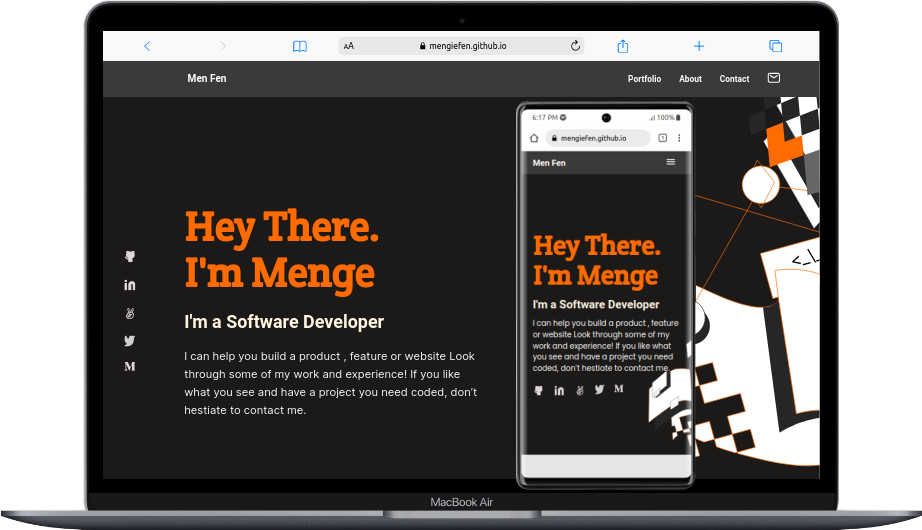 AA mengiefen.github.io
Men Fen
Portfolio About Contact
Hey There.
I'm Menge
I'm a Software Developer
I can help you build a product , feature or website Look
through some of my work and experience! If you like
what you see and have a project you need coded, don't
hestiate to contact me.
in
M
6:17 PM
100%
mengiefen.github.io
1
Men Fen
Hey There.
I'm Menge
I'm a Software Developer
I can help you build a product , feature
or website Look through some of my
work and experience! If you like what
you see and have a project you need
coded, don't hestiate to contact me.
in
M
<_L
MacBook Air